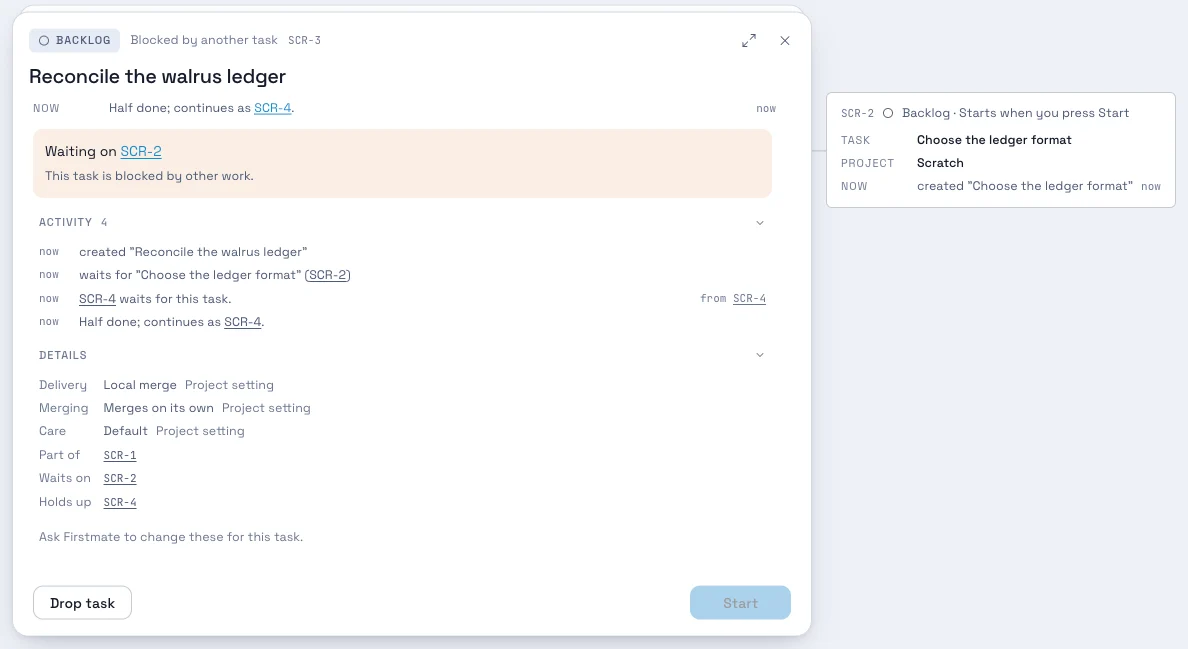 BACKLOG Blocked by another task SCR-3
Reconcile the walrus ledger
NOW Half done; continues as SCR-4. now
Waiting on SCR-2
This task is blocked by other work.
ACTIVITY 4
now created "Reconcile the walrus ledger"
now waits for "Choose the ledger format" (SCR-2)
now SCR-4 waits for this task. from SCR-4
now Half done; continues as SCR-4.
DETAILS
Delivery Local merge Project setting
Merging Merges on its own Project setting
Care Default Project setting
Part of SCR-1
Waits on SCR-2
Holds up SCR-4
Ask Firstmate to change these for this task.
Drop task Start
SCR-2 Backlog · Starts when you press Start
TASK Choose the ledger format
PROJECT Scratch
NOW created "Choose the ledger format" now